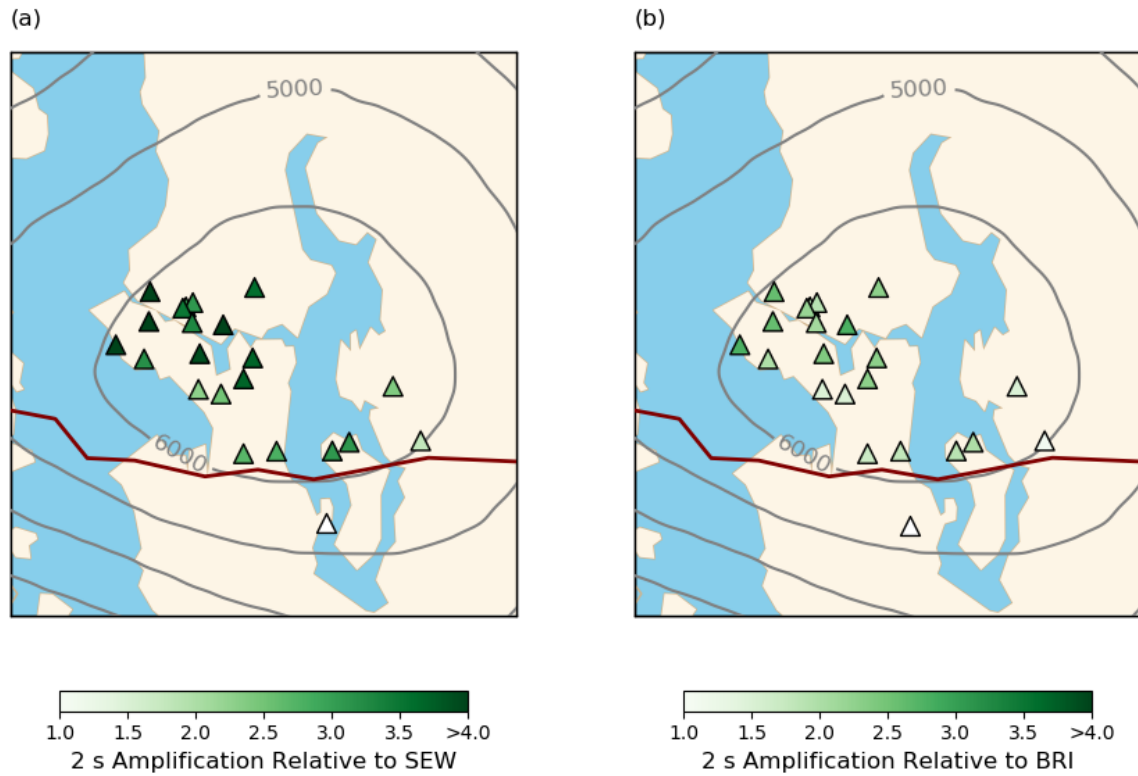 (a)
(b)
5000
5000
6000
6000
1.0 1.5 2.0 2.5 3.0 3.5 >4.0
2 s Amplification Relative to SEW
1.0 1.5 2.0 2.5 3.0 3.5 >4.0
2 s Amplification Relative to BRI